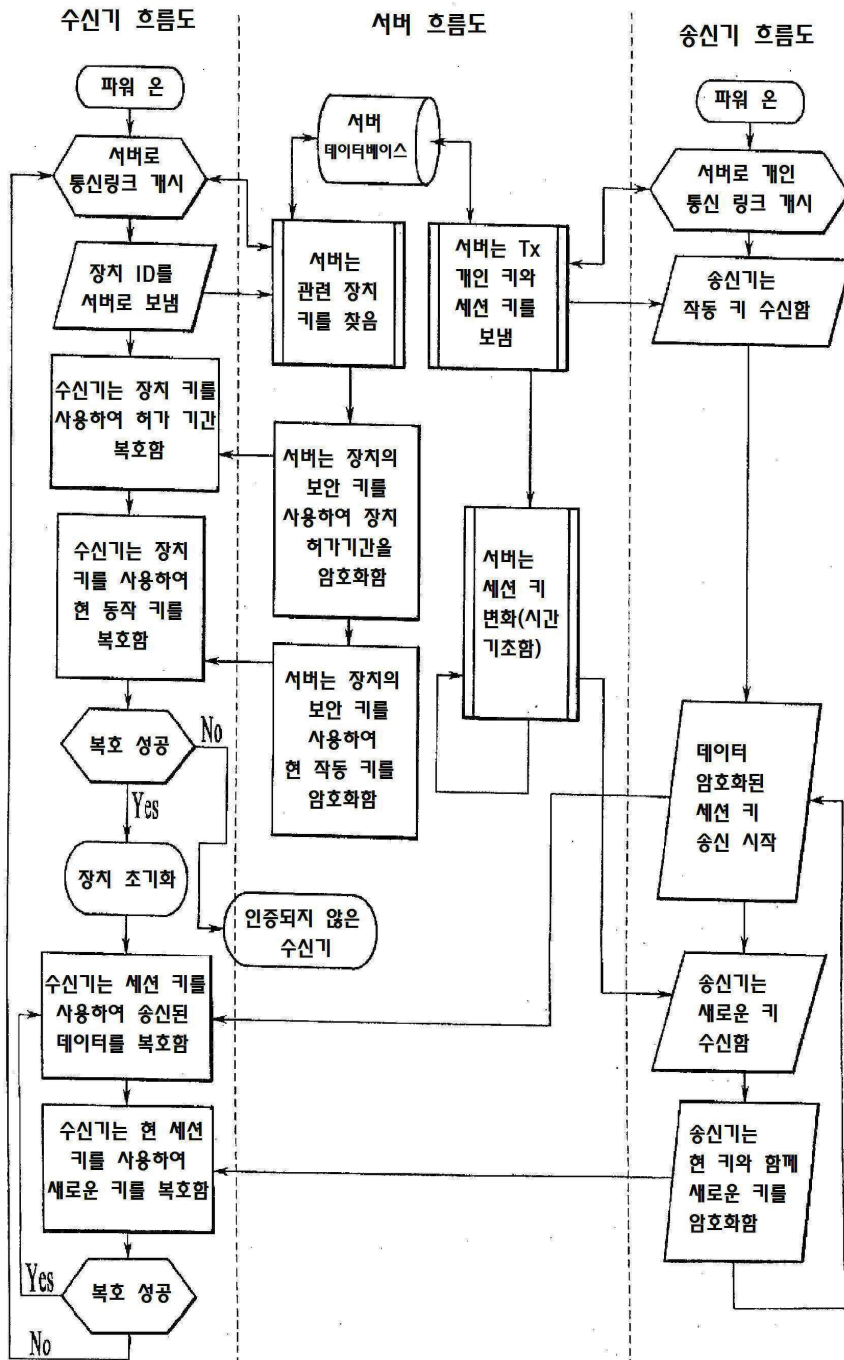 수신기 흐름도
파워 온
서버로
통신링크 개시
장치 ID를
서버로 보냄
수신기는 장치 키를
사용하여 허가 기간
복호함
수신기는 장치
키를 사용하여
현 동작 키를
복호함
복호 성공
No
Yes
장치 초기화
인증되지 않은
수신기
수신기는 세션 키를
사용하여 송신된
데이터를 복호함
수신기는 현 세션
키를 사용하여
새로운 키를 복호함
복호 성공
Yes
No
서버 흐름도
서버
데이터베이스
서버는
관련 장치
키를 찾음
서버는 Tx
개인 키와
세션 키를
보냄
서버는 장치의
보안 키를
사용하여 장치
허가기간을
암호화함
서버는
세션 키
변화(시간
기초함)
서버는 장치의
보안 키를
사용하여
현 작동 키를
암호화함
송신기 흐름도
파워 온
서버로 개인
통신 링크 개시
송신기는
작동 키 수신함
데이터
암호화된
세션 키
송신 시작
송신기는
새로운 키
수신함
송신기는
현 키와 함께
새로운 키를
암호화함